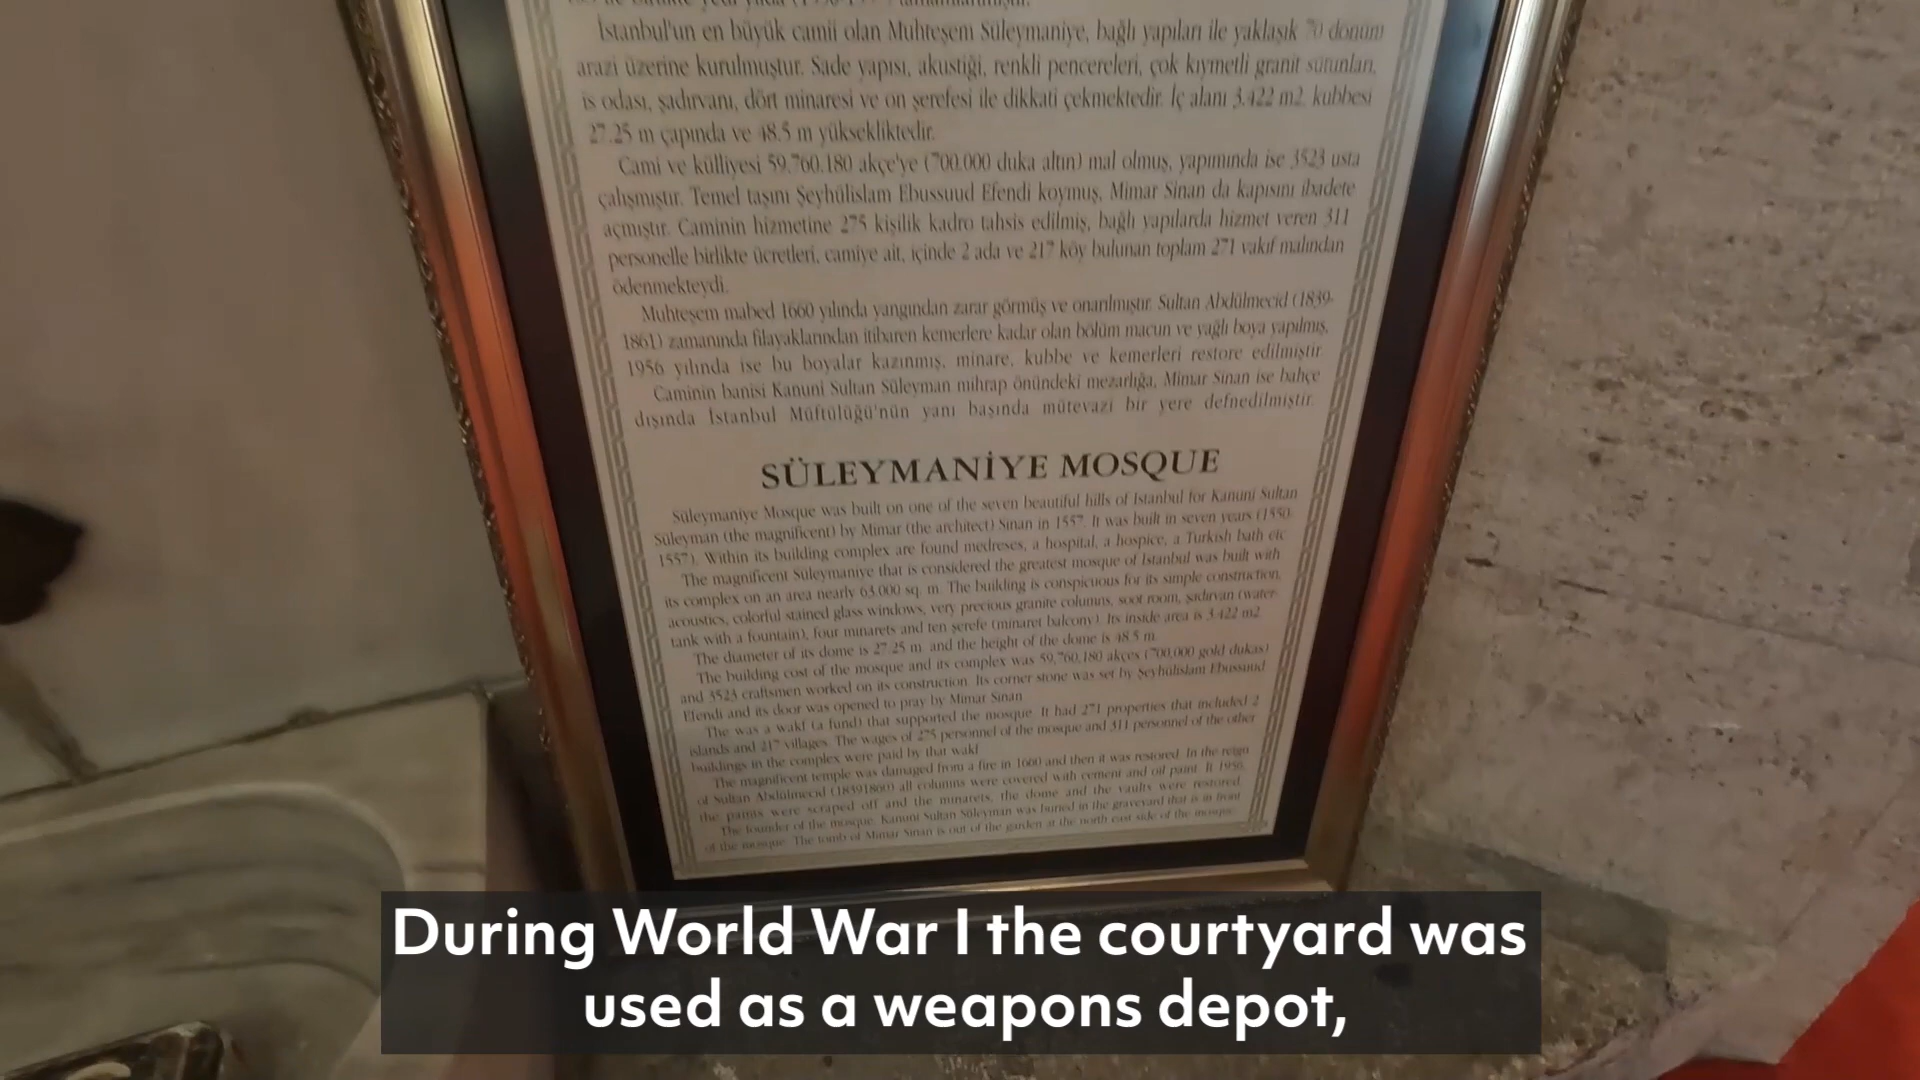 tamamlanmıştır.
İstanbul'un en büyük camii olan Muhteşem Süleymaniye, bağlı yapıları ile yaklaşık 70 dönüm
arazi üzerine kurulmuştur. Sade yapısı, akustiği, renkli pencereleri, çok kıymetli granit sütunları,
is odası, şadırvanı, dört minaresi ve on şerefesi ile dikkati çekmektedir. İç alanı 3.422 m2, kubbesi
27.25 m çapında ve 48.5 m yüksekliktedir.
Cami ve külliyesi 59.760.180 akçe'ye (700.000 duka altın) mal olmuş, yapımında ise 3523 usta
çalışmıştır. Temel taşını Şeyhülislam Ebussuud Efendi koymuş, Mimar Sinan da kapısını ibadete
açmıştır. Caminin hizmetine 275 kişilik kadro tahsis edilmiş, bağlı yapılarda hizmet veren 311
personelle birlikte ücretleri, camiye ait, içinde 2 ada ve 217 köy bulunan toplam 271 vakıf malından
ödenmekteydi.
Muhteşem mabed 1660 yılında yangından zarar görmüş ve onarılmıştır. Sultan Abdülmecid (1839-
1861) zamanında filayaklarından itibaren kemerlere kadar olan bölüm macun ve yağlı boya yapılmış,
1956 yılında ise bu boyalar kazınmış, minare, kubbe ve kemerleri restore edilmiştir.
Caminin banisi Kanuni Sultan Süleyman mihrap önündeki mezarlığa, Mimar Sinan ise bahçe
dışında İstanbul Müftülüğü'nün yanı başında mütevazi bir yere defnedilmiştir.
SÜLEYMANİYE MOSQUE
Süleymaniye Mosque was built on one of the seven beautiful hills of Istanbul for Kanuni Sultan
Süleyman (the magnificent) by Mimar (the architect) Sinan in 1557. It was built in seven years (1550-
1557). Within its building complex are found medreses, a hospital, a hospice, a Turkish bath etc.
The magnificent Süleymaniye that is considered the greatest mosque of Istanbul was built with
its complex on an area nearly 63.000 sq. m. The building is conspicuous for its simple construction,
acoustics, colorful stained glass windows, very precious granite columns, soot room, şadırvan (water-
tank with a fountain), four minarets and ten şerefe (minaret balcony). Its inside area is 3.422 m2.
The diameter of its dome is 27.25 m. and the height of the dome is 48.5 m.
The building cost of the mosque and its complex was 59,760,180 akçes (700,000 gold dukas)
and 3523 craftsmen worked on its construction. Its corner stone was set by Şeyhülislam Ebussuud
Efendi and its door was opened to pray by Mimar Sinan.
The was a wakf (a fund) that supported the mosque. It had 271 properties that included 2
islands and 217 villages. The wages of 275 personnel of the mosque and 311 personnel of the other
buildings in the complex were paid by that wakf.
The magnificent temple was damaged from a fire in 1660 and then it was restored. In the reign
of Sultan Abdülmecid all columns were covered with cement and oil paint. It 1956,
the paints were scraped off and the minarets, the dome and the vaults were restored.
The founder of the mosque, Kanuni Sultan Süleyman was buried in the graveyard that is in front
of the mosque. The tomb of Mimar Sinan is out of the garden at the north east side of the mosque.
During World War I the courtyard was
used as a weapons depot,